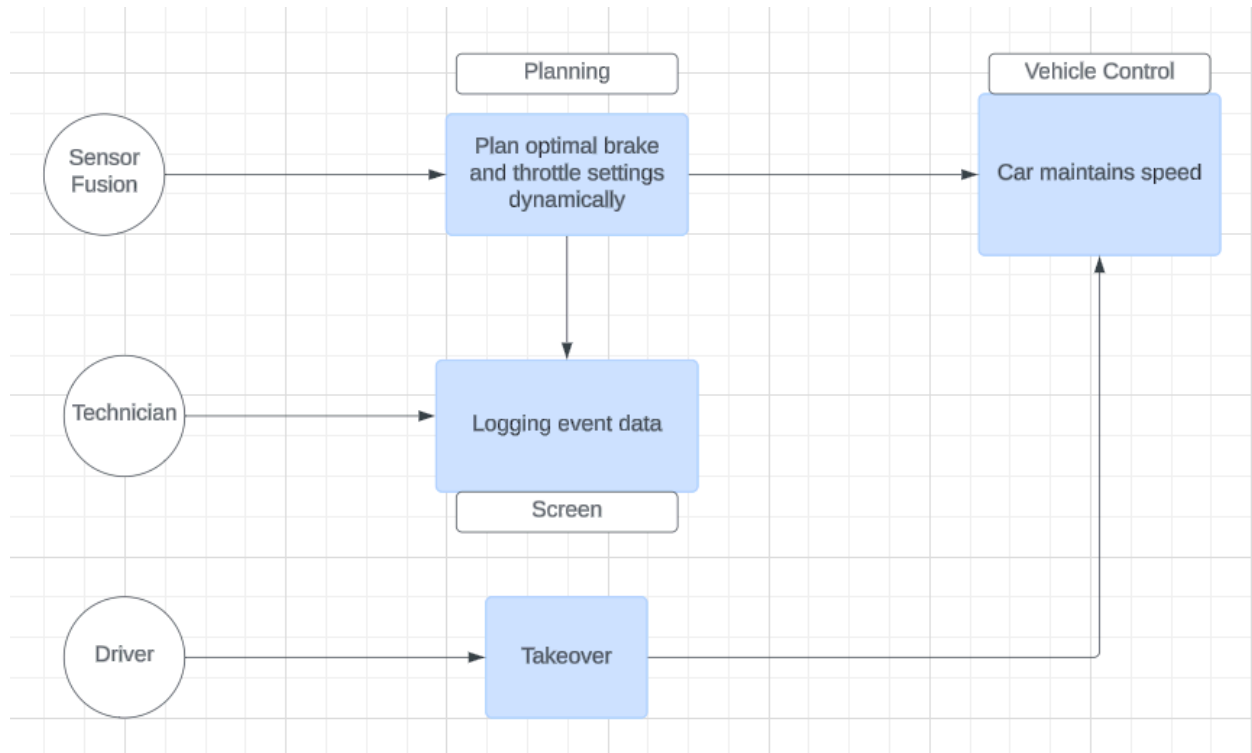 Planning
Vehicle Control
Sensor
Fusion
Plan optimal brake
and throttle settings
dynamically
Car maintains speed
Technician
Logging event data
Screen
Driver
Takeover